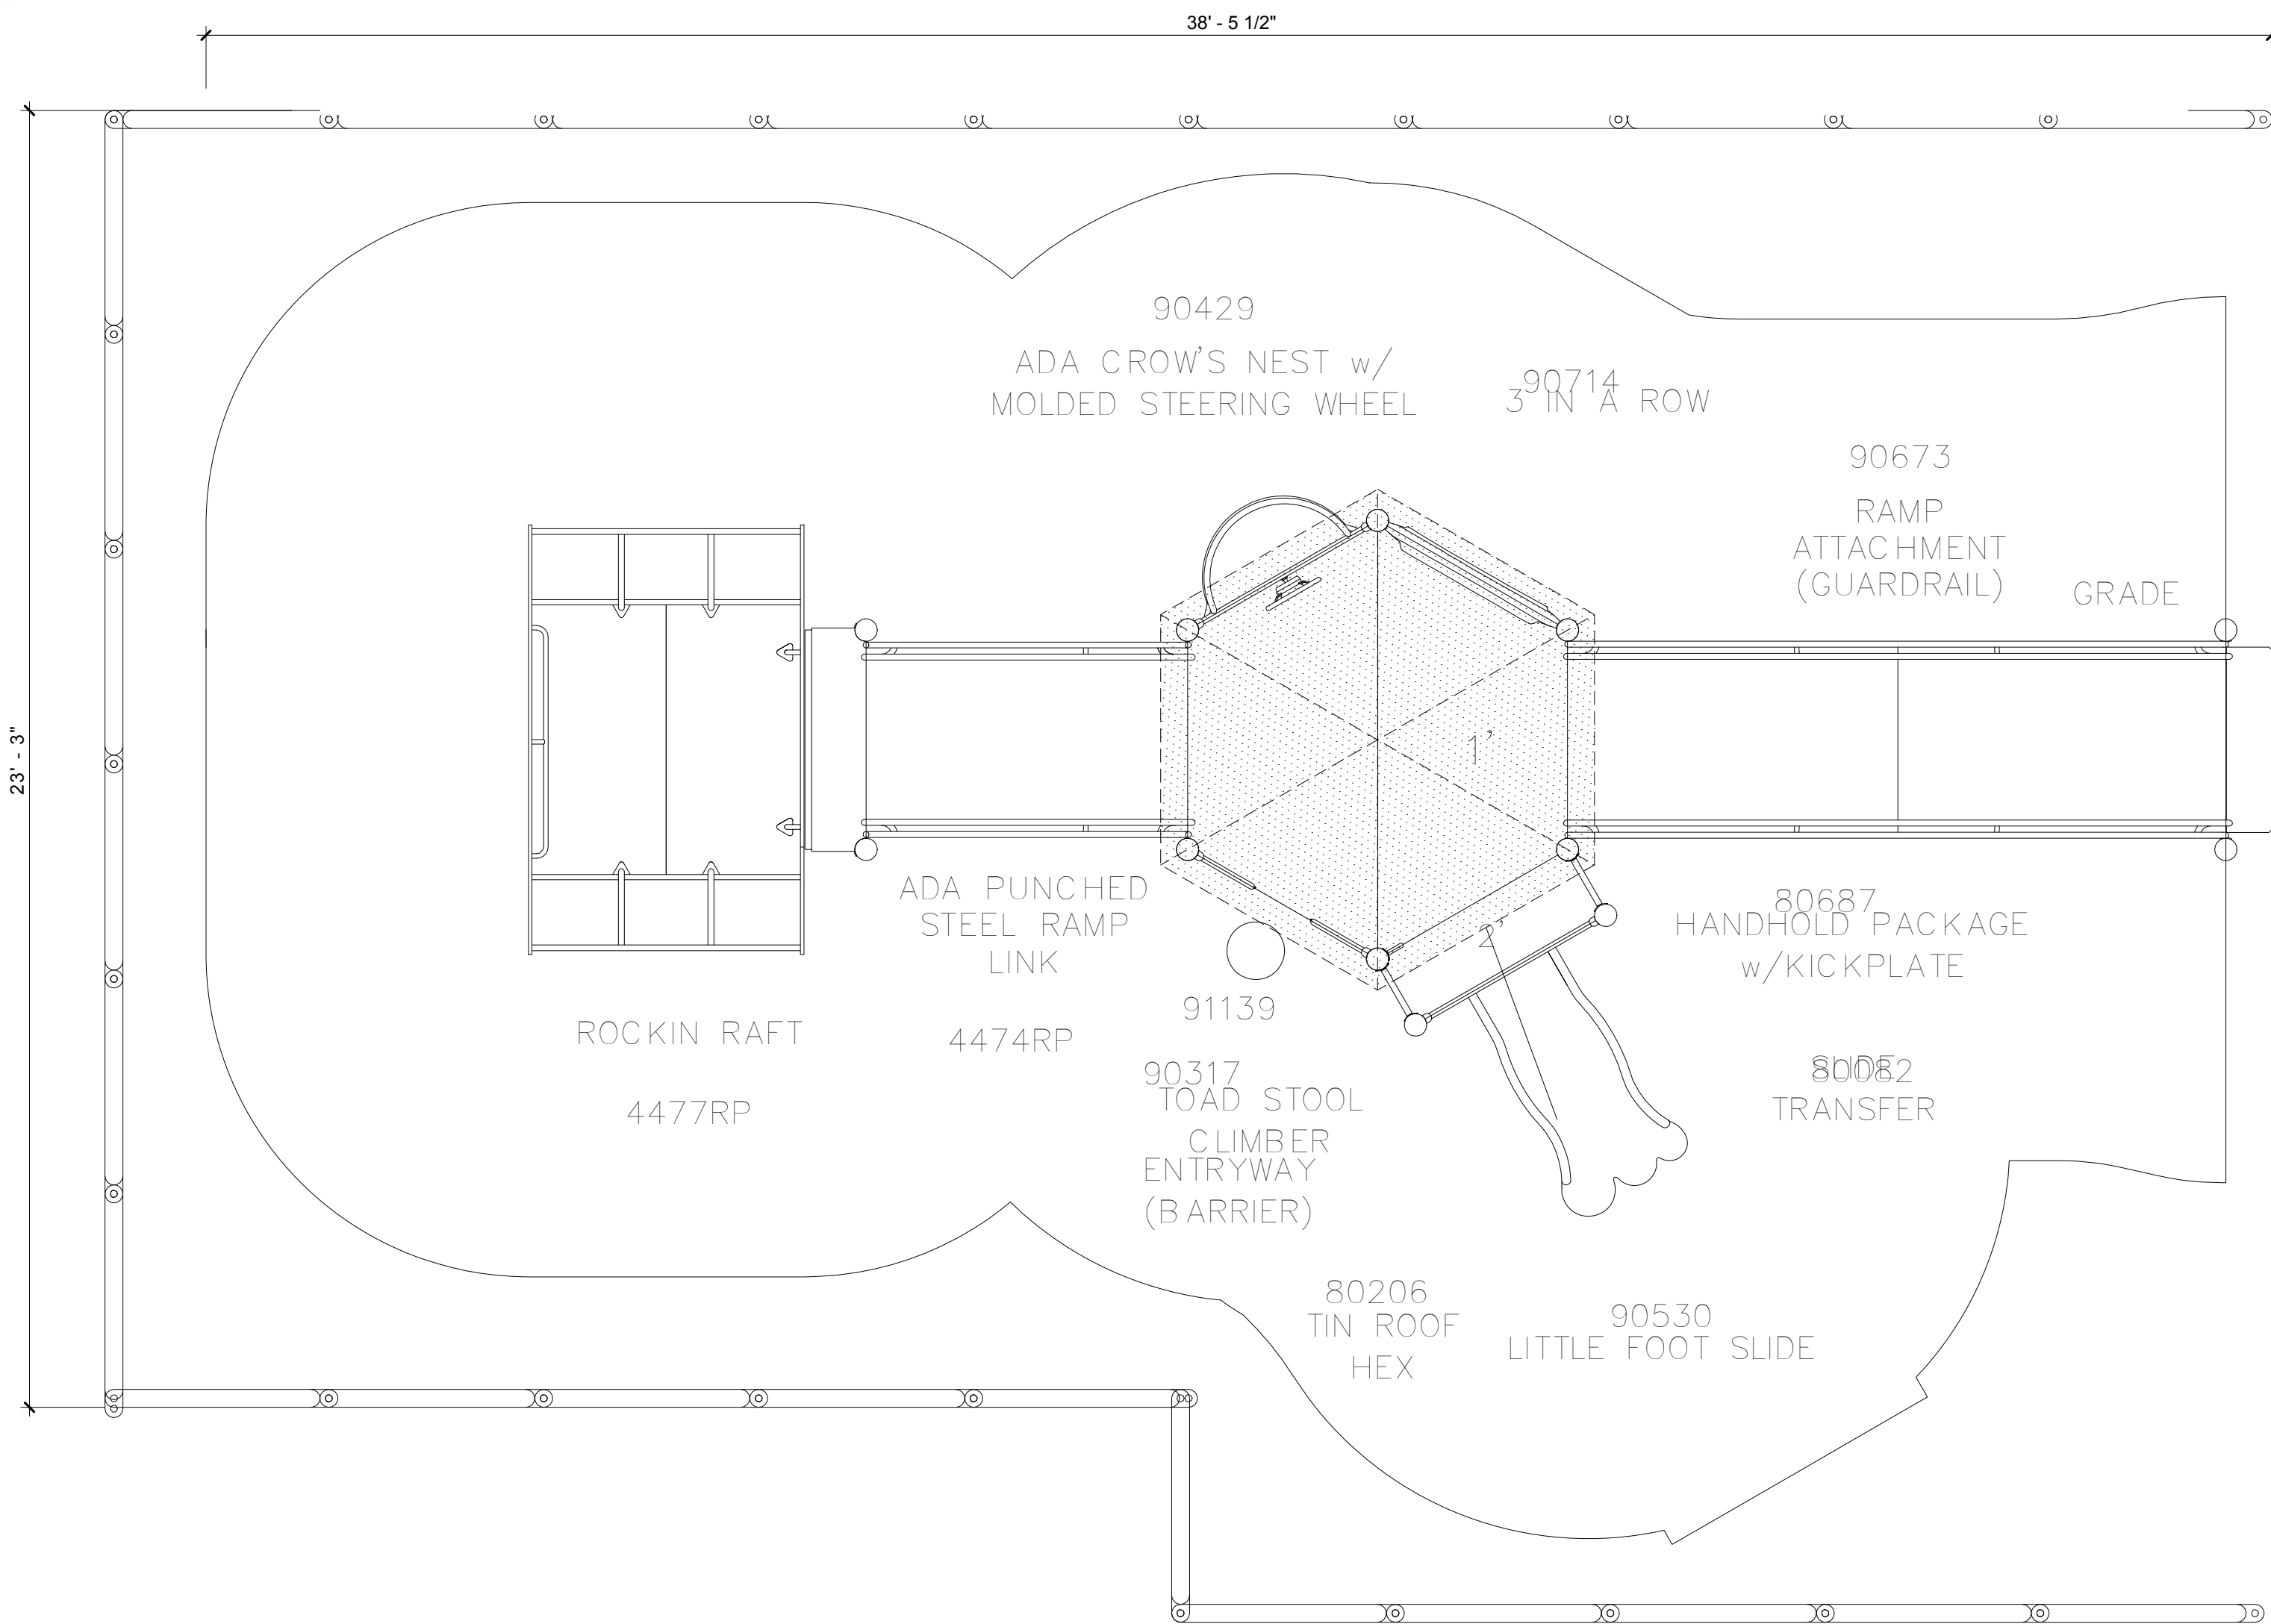 38' - 5 1/2"
23' - 3"
90429
ADA CROW'S NEST w/
MOLDED STEERING WHEEL
90714
3 IN A ROW
90673
RAMP
ATTACHMENT
(GUARDRAIL)
GRADE
1'
2'
ADA PUNCHED
STEEL RAMP
LINK
4474RP
ROCKIN RAFT
4477RP
91139
90317
TOAD STOOL
CLIMBER
ENTRYWAY
(BARRIER)
80687
HANDHOLD PACKAGE
w/KICKPLATE
SLIDE
TRANSFER
80206
TIN ROOF
HEX
90530
LITTLE FOOT SLIDE